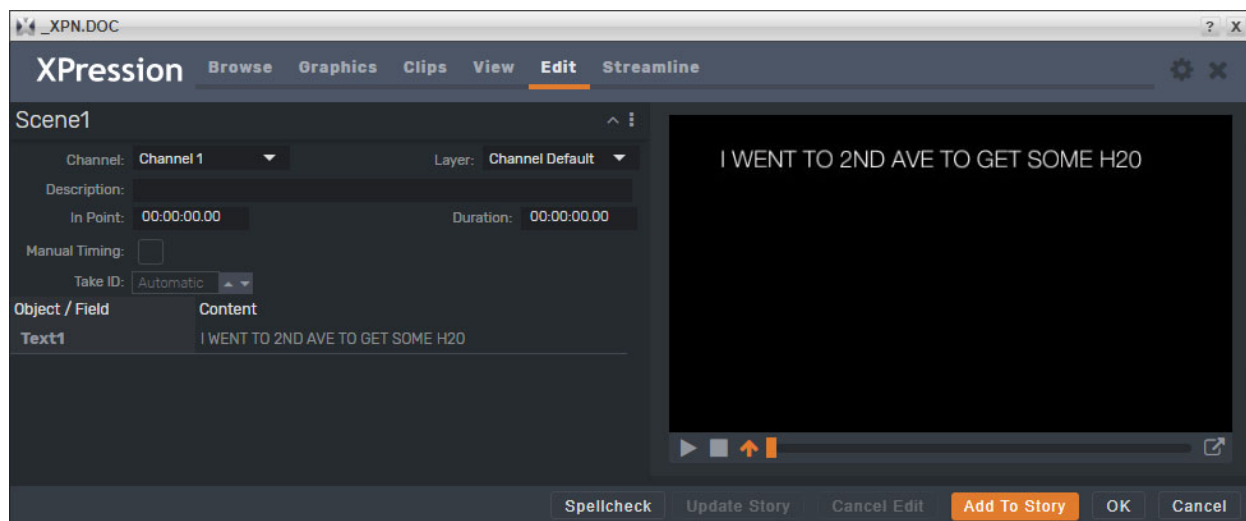 _XPN.DOC
? X
XPression Browse Graphics Clips View Edit Streamline
Scene1
Channel: Channel 1 Layer: Channel Default
Description:
In Point: 00:00:00.00 Duration: 00:00:00.00
Manual Timing:
Take ID: Automatic
Object / Field Content
Text1 I WENT TO 2ND AVE TO GET SOME H20
I WENT TO 2ND AVE TO GET SOME H20
Spellcheck Update Story Cancel Edit Add To Story OK Cancel